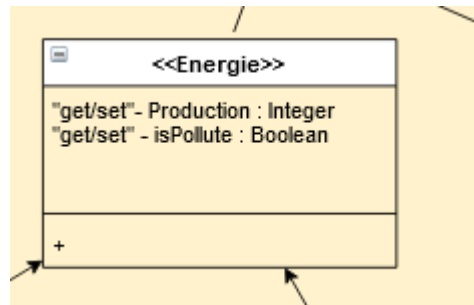 <<Energie>>
"get/set"- Production : Integer
"get/set" - isPollute : Boolean
+